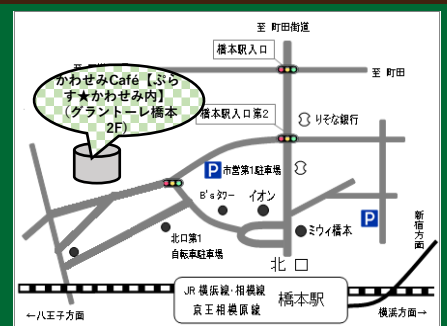 至 町田街道
橋本駅入口
至
至 町田
かわせみCafé【ぷら
す★かわせみ内】
(グラントーレ橋本
2F)
橋本駅入口第2
りそな銀行
P 市営第1駐車場
B'sタワー
イオン
P
ミウィ橋本
新宿方面
北口第1
自転車駐車場
北 口
JR 横浜線・相模線
京王相模原線
橋本駅
←八王子方面
横浜方面→